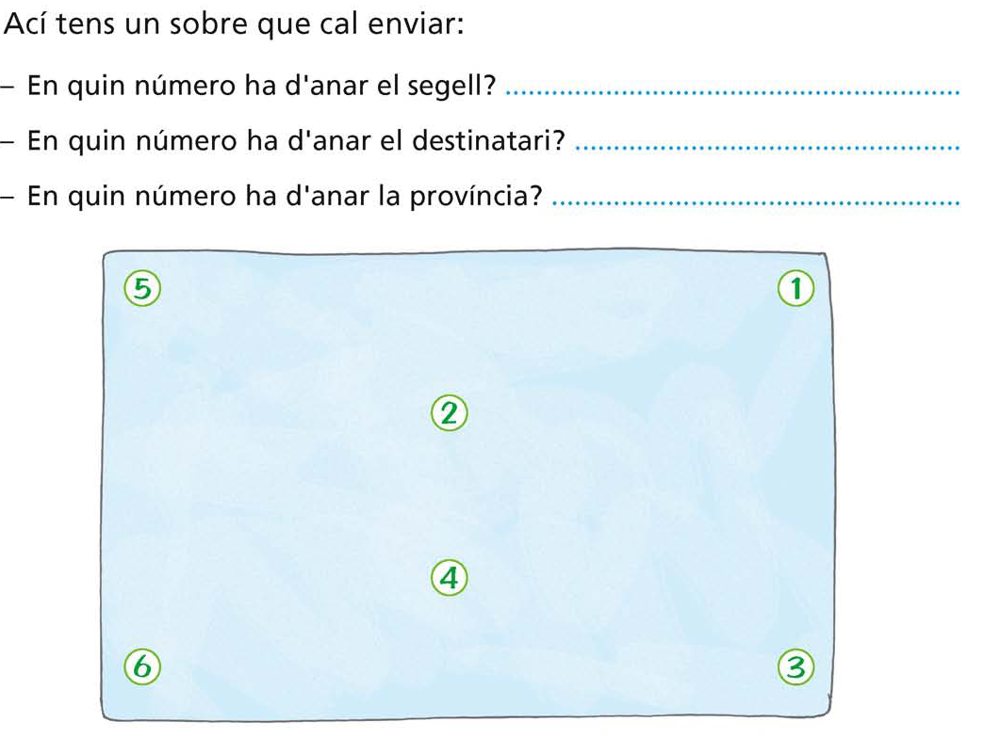 Ací tens un sobre que cal enviar:
– En quin número ha d'anar el segell? ............................................................
– En quin número ha d'anar el destinatari? ...................................................
– En quin número ha d'anar la província? ......................................................
5 1
2
4
6 3